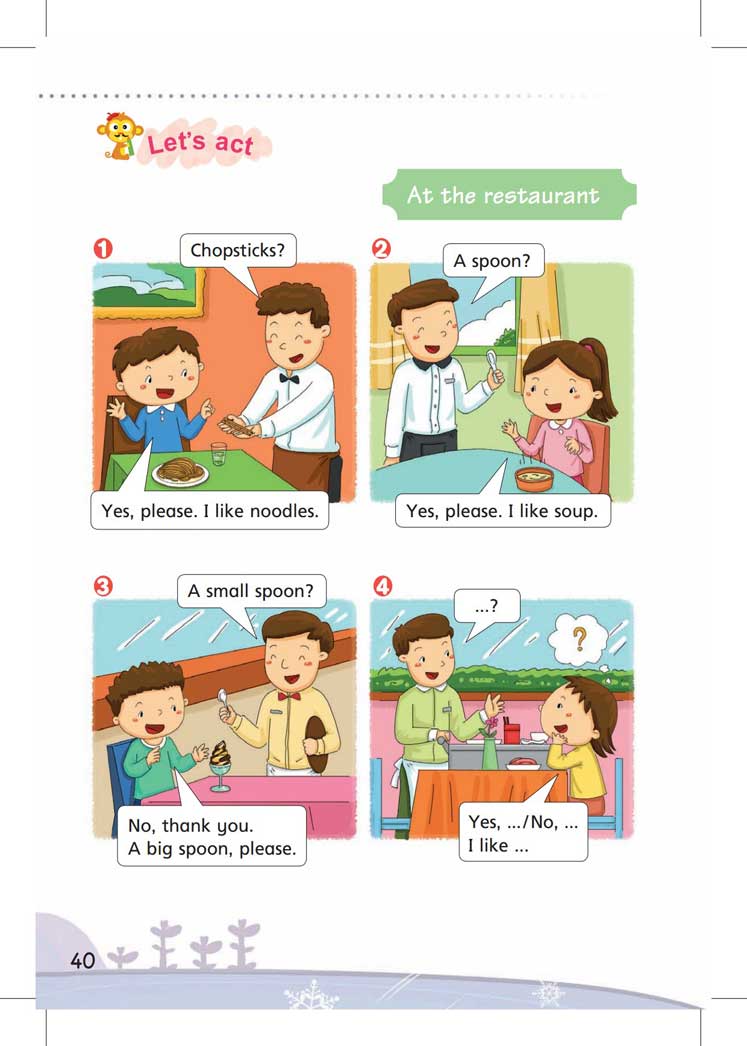 Let's act
At the restaurant
1
Chopsticks?
Yes, please. I like noodles.
2
A spoon?
Yes, please. I like soup.
3
A small spoon?
No, thank you.
A big spoon, please.
4
...?
?
Yes, .../No, ...
I like ...
40